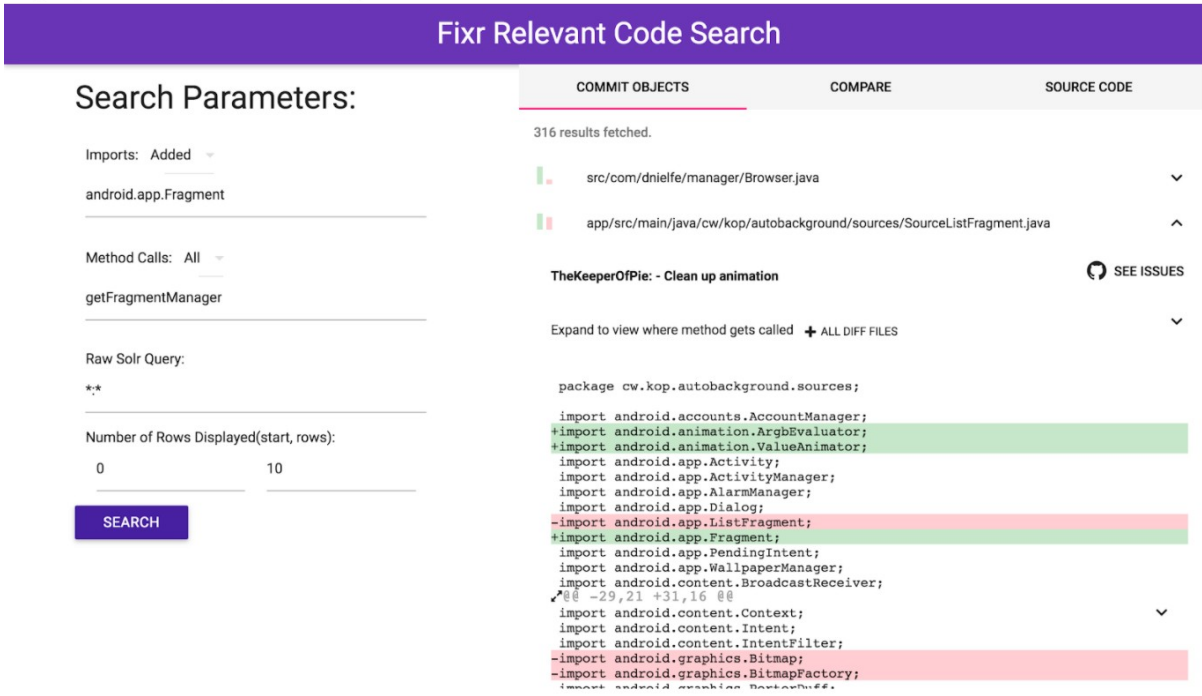 Fixr Relevant Code Search
Search Parameters:
Imports: Added
android.app.Fragment
Method Calls: All
getFragmentManager
Raw Solr Query:
*:*
Number of Rows Displayed(start, rows):
0 10
SEARCH
COMMIT OBJECTS COMPARE SOURCE CODE
316 results fetched.
src/com/dnielfe/manager/Browser.java
app/src/main/java/cw/kop/autobackground/sources/SourceListFragment.java
TheKeeperOfPie: - Clean up animation SEE ISSUES
Expand to view where method gets called + ALL DIFF FILES
package cw.kop.autobackground.sources;
import android.accounts.AccountManager;
+import android.animation.ArgbEvaluator;
+import android.animation.ValueAnimator;
import android.app.Activity;
import android.app.ActivityManager;
import android.app.AlarmManager;
import android.app.Dialog;
-import android.app.ListFragment;
+import android.app.Fragment;
import android.app.PendingIntent;
import android.app.WallpaperManager;
import android.content.BroadcastReceiver;
@@ -29,21 +31,16 @@
import android.content.Context;
import android.content.Intent;
import android.content.IntentFilter;
-import android.graphics.Bitmap;
-import android.graphics.BitmapFactory;
import android.graphics.PorterDuff;